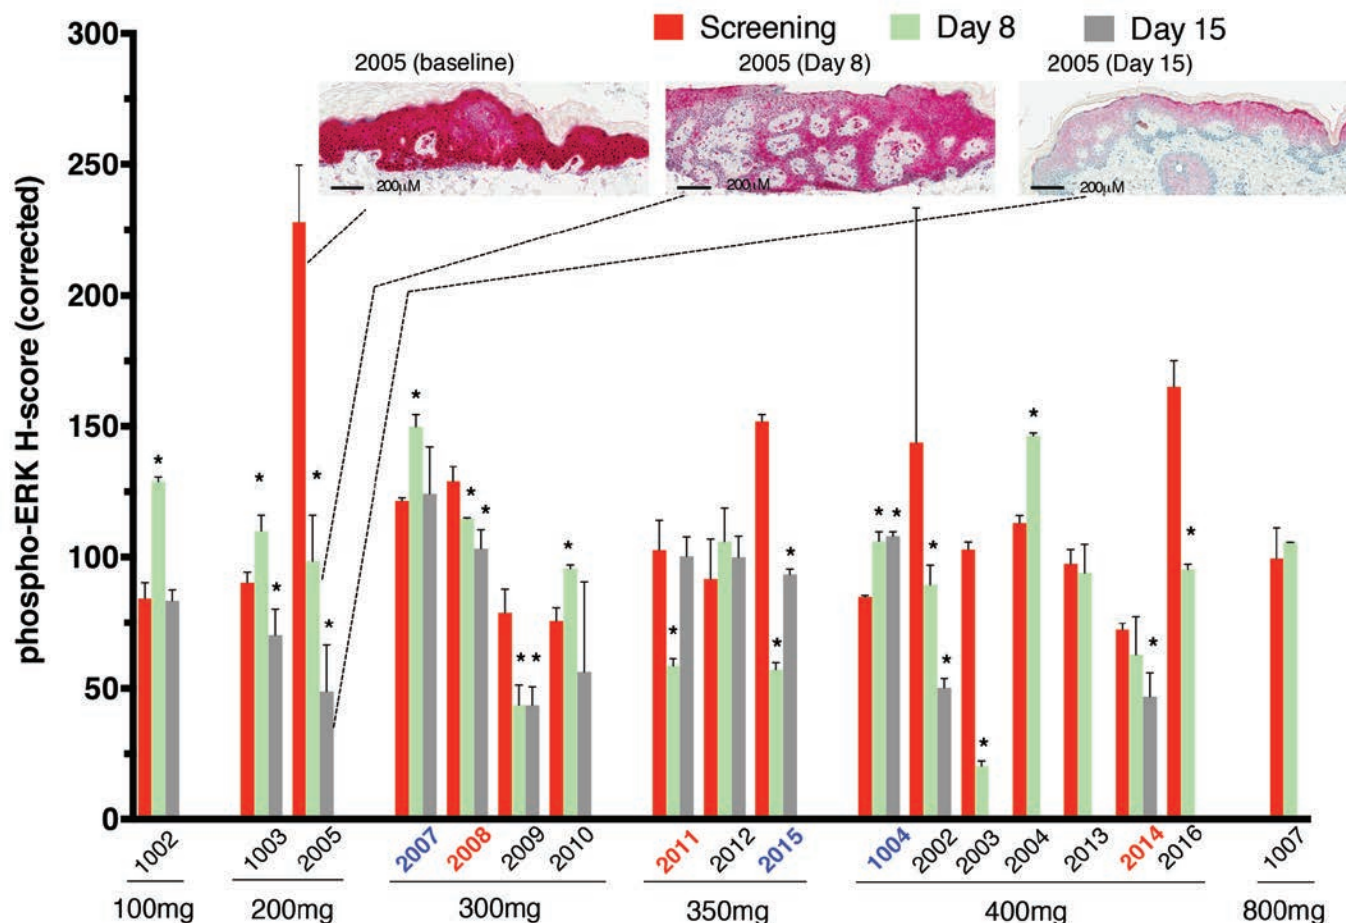 Screening Day 8 Day 15
2005 (baseline) 2005 (Day 8) 2005 (Day 15)
200µM 200µM 200µM
phospho-ERK H-score (corrected)
300
250
200
150
100
50
0
* * * * * * * * * * * * * * * * * * * * * *
1002 1003 2005 2007 2008 2009 2010 2011 2012 2015 1004 2002 2003 2004 2013 2014 2016 1007
100mg 200mg 300mg 350mg 400mg 800mg